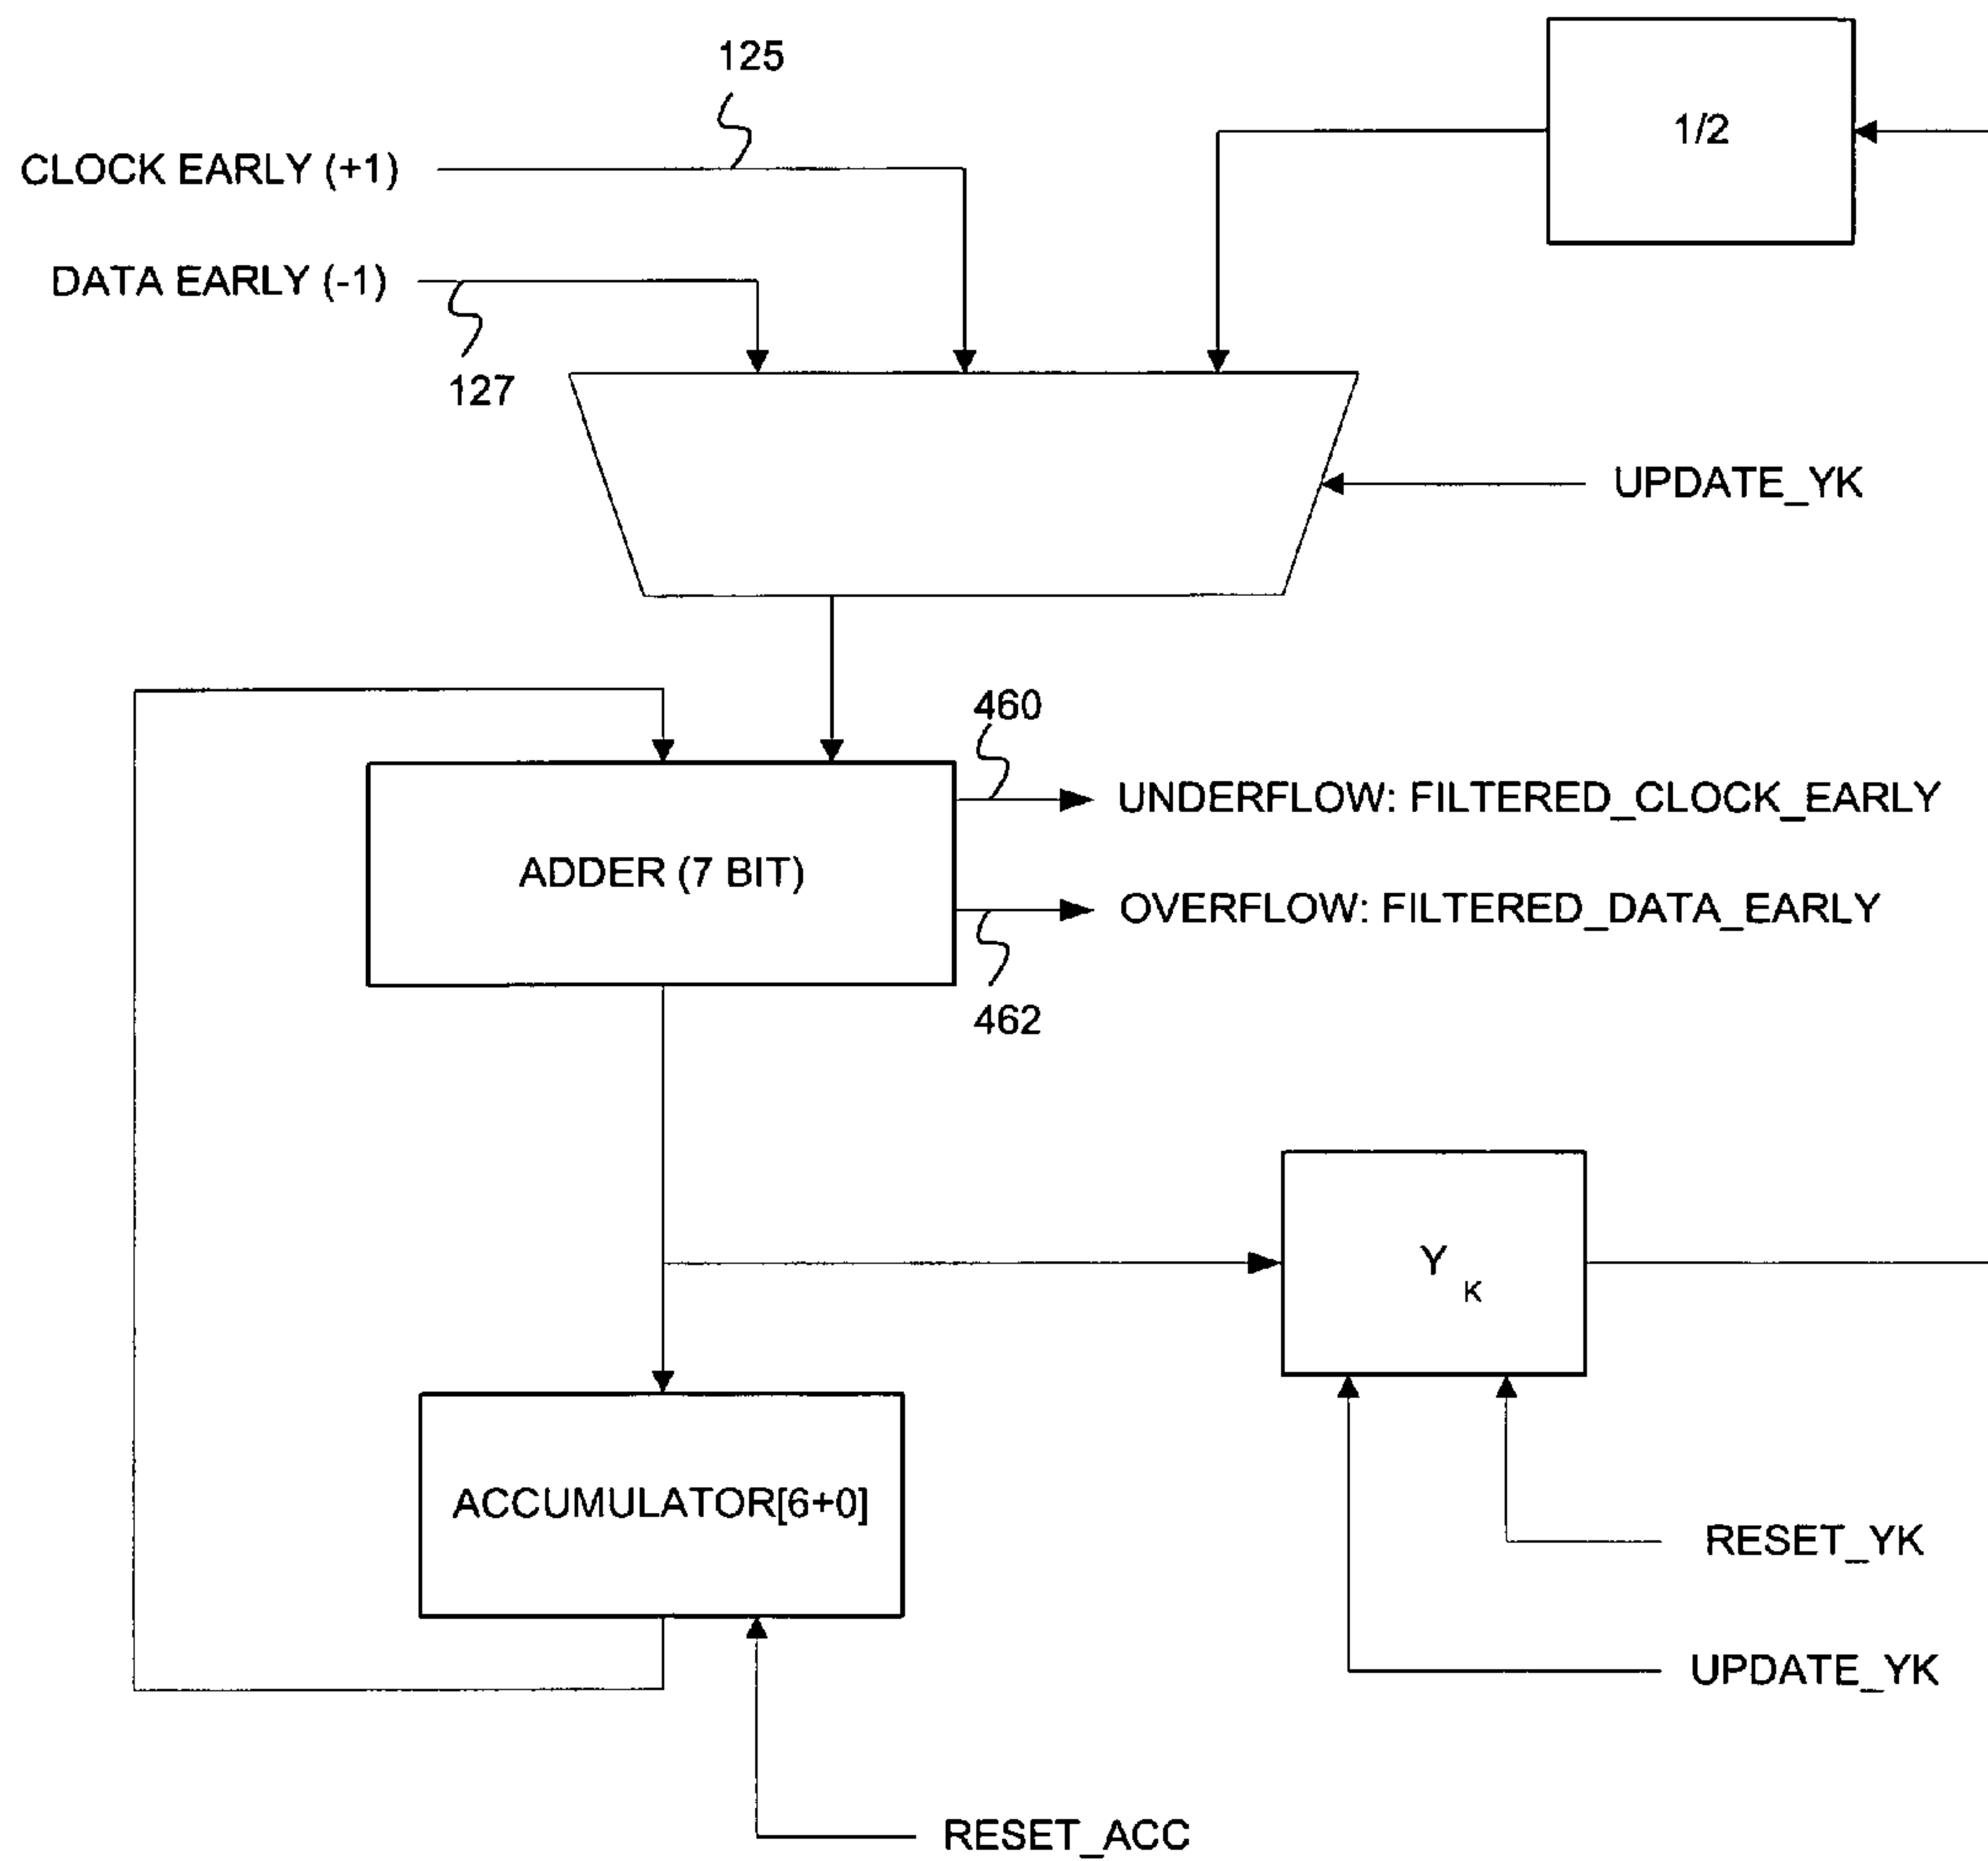 125
1/2
CLOCK EARLY (+1)
DATA EARLY (-1)
127
UPDATE_YK
460
UNDERFLOW: FILTERED_CLOCK_EARLY
ADDER (7 BIT)
OVERFLOW: FILTERED_DATA_EARLY
462
Y K
ACCUMULATOR[6+0]
RESET_YK
UPDATE_YK
RESET_ACC